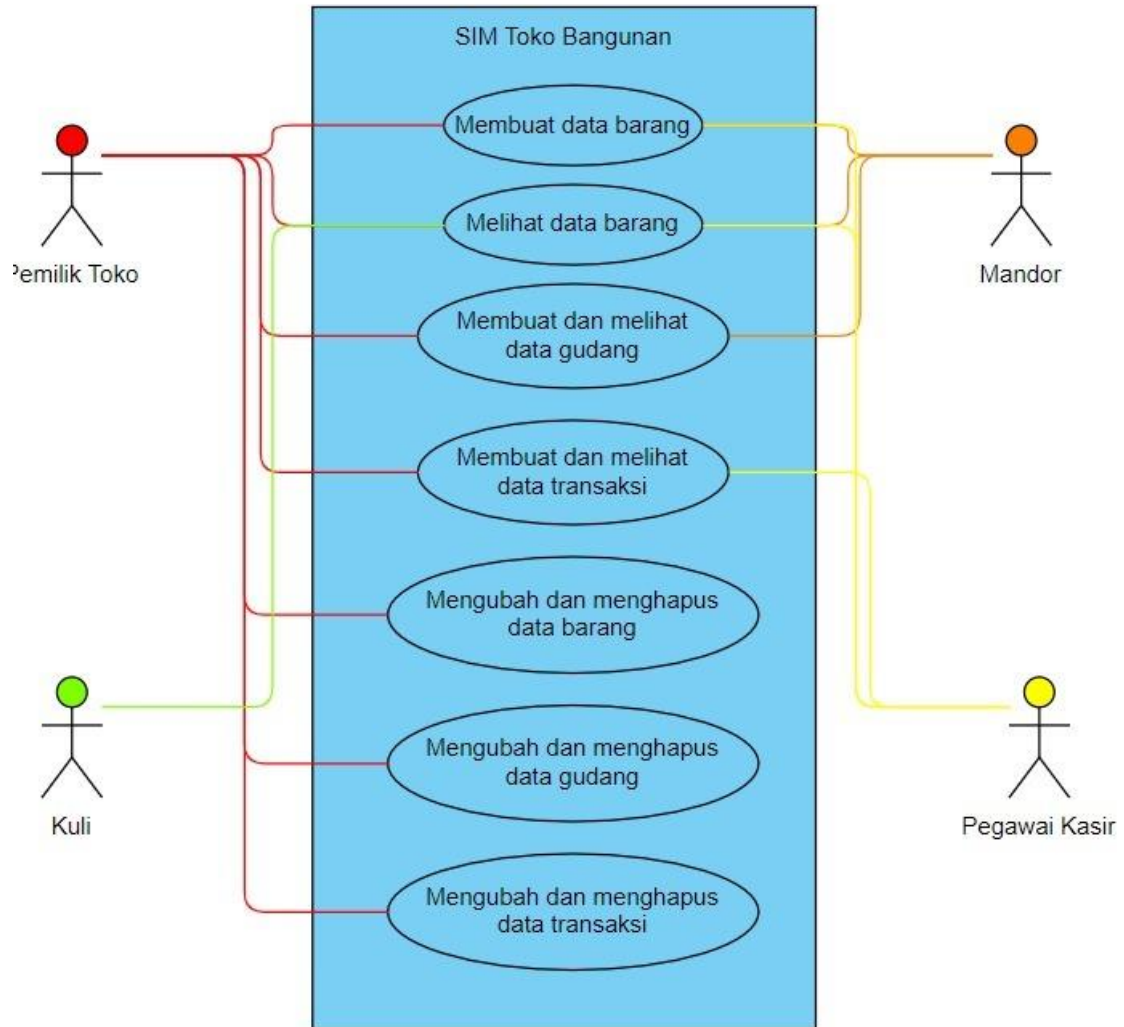 SIM Toko Bangunan
Membuat data barang
Melihat data barang
Pemilik Toko
Mandor
Membuat dan melihat
data gudang
Membuat dan melihat
data transaksi
Mengubah dan menghapus
data barang
Mengubah dan menghapus
data gudang
Kuli
Pegawai Kasir
Mengubah dan menghapus
data transaksi